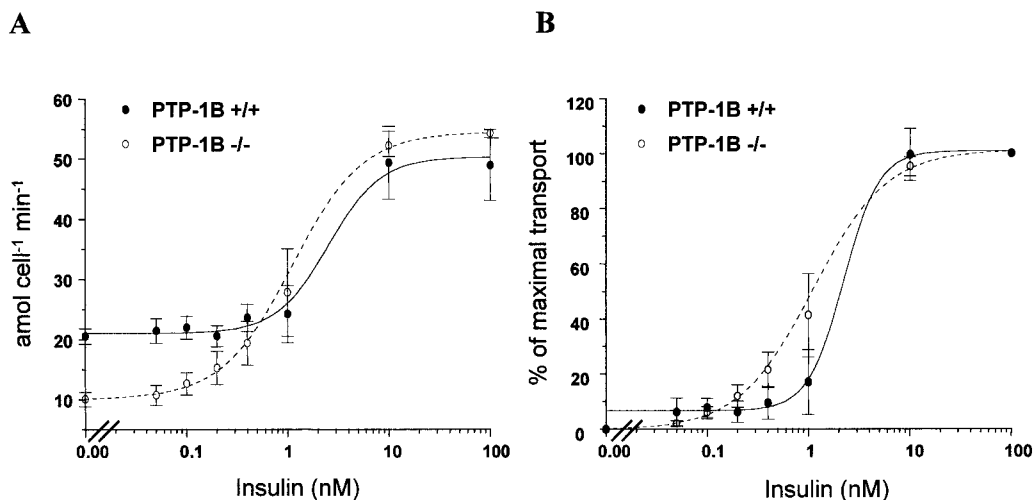 A
B
PTP-1B +/+
PTP-1B -/-
amol cell⁻¹ min⁻¹
60
50
40
30
20
10
0.00
0.1
1
10
100
Insulin (nM)
PTP-1B +/+
PTP-1B -/-
% of maximal transport
120
100
80
60
40
20
0
0.00
0.1
1
10
100
Insulin (nM)